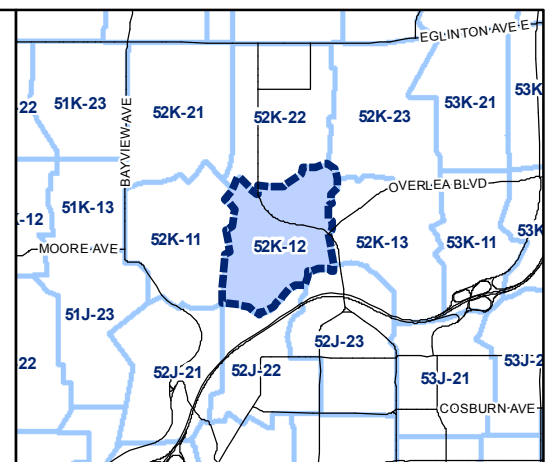 EGLINTON AVE E
22
51K-23
BAYVIEW AVE
52K-21
52K-22
52K-23
53K-21
53K
OVERLEA BLVD
51K-13
-12
MOORE AVE
52K-11
52K-12
52K-13
53K-11
53K
51J-23
52J-23
22
52J-21
52J-22
53J-21
53J-2
COSBURN AVE